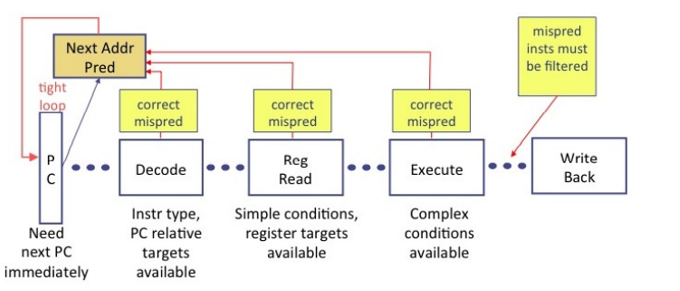 Next Addr
Pred
mispred
insts must
be filtered
tight
loop
correct
mispred
correct
mispred
correct
mispred
P
C
Decode
Reg
Read
Execute
Write
Back
Need
next PC
immediately
Instr type,
PC relative
targets
available
Simple conditions,
register targets
available
Complex
conditions
available